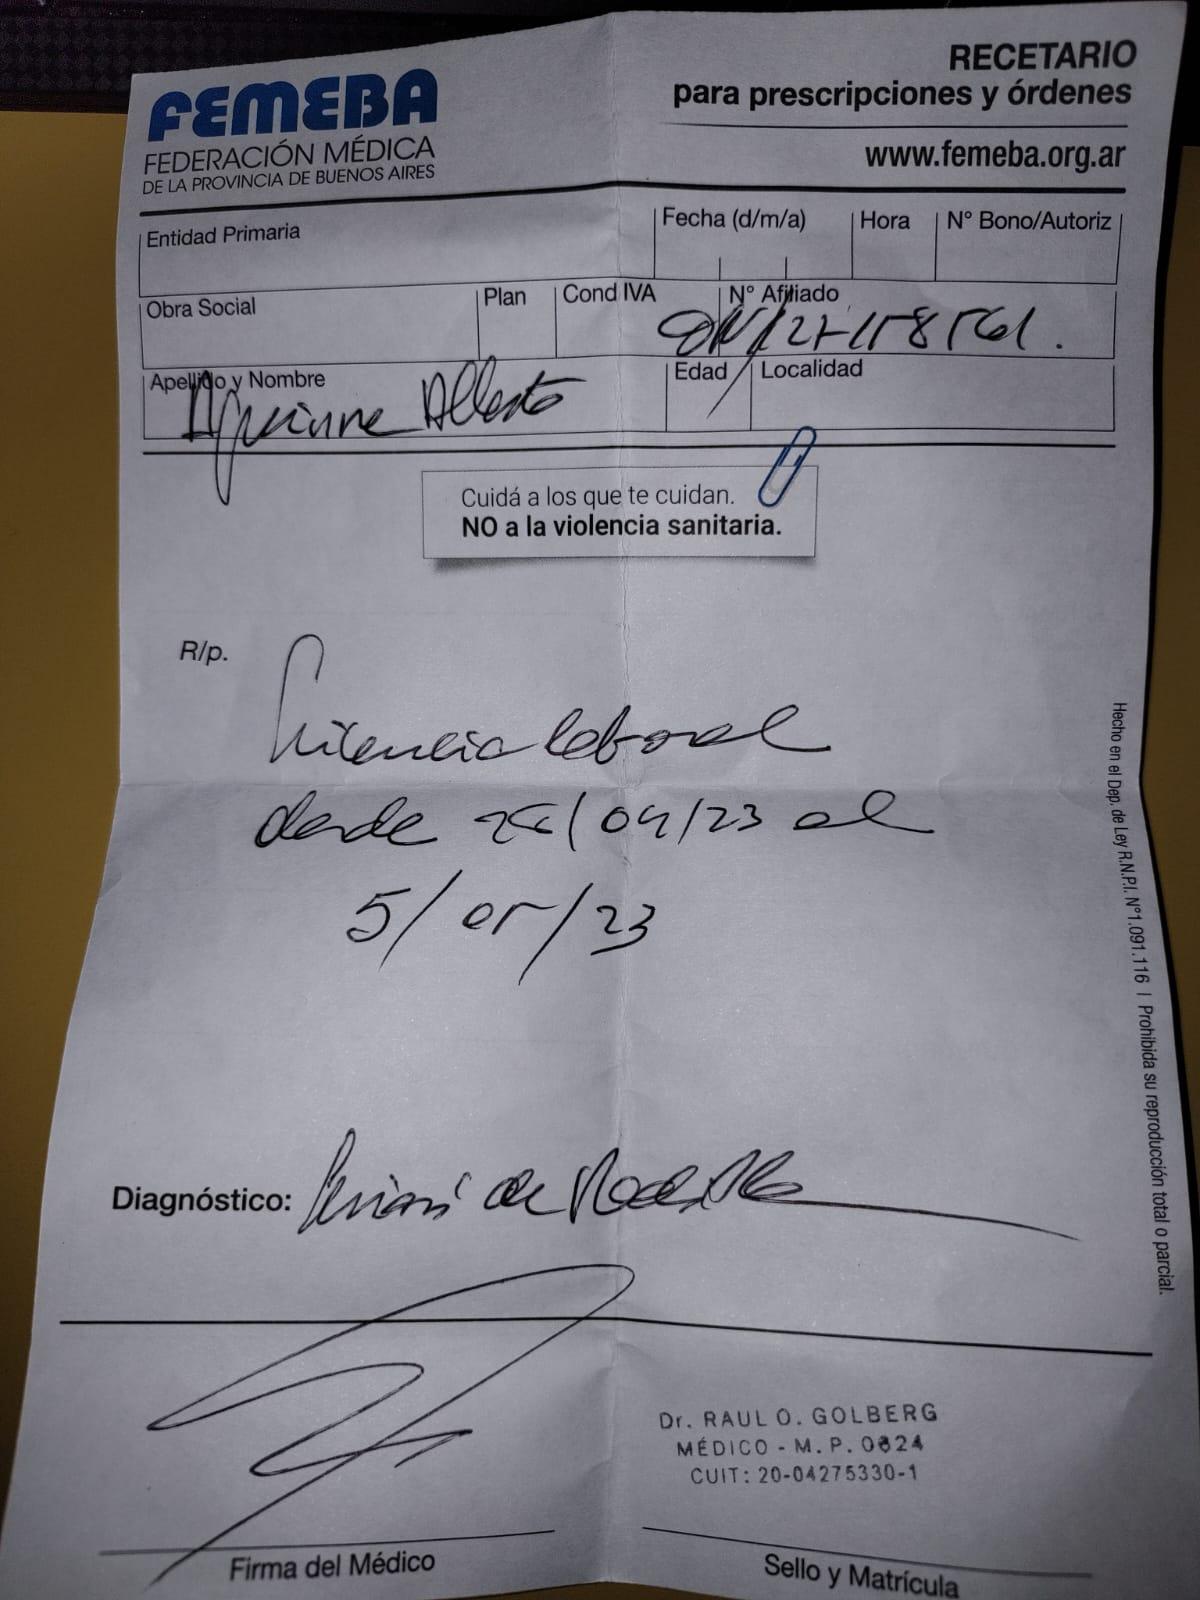 FEMEBA
FEDERACIÓN MÉDICA
DE LA PROVINCIA DE BUENOS AIRES
RECETARIO
para prescripciones y órdenes
www.femeba.org.ar
Entidad Primaria
Fecha (d/m/a)
Hora
N° Bono/Autoriz
Obra Social
Plan
Cond IVA
N° Afiliado
Apellido y Nombre
Alberto
Edad
Localidad
Cuidá a los que te cuidan.
NO a la violencia sanitaria.
R/p.
Licencia laboral
desde /04/23 al
5/05/23
Diagnóstico: de Rodilla
Dr. RAUL O. GOLBERG
MÉDICO - M. P. 0824
CUIT: 20-04275330-1
Firma del Médico
Sello y Matrícula
Hecho en el Dep. de Ley R.N.P.I. N°1.091.116 | Prohibida su reproducción total o parcial.